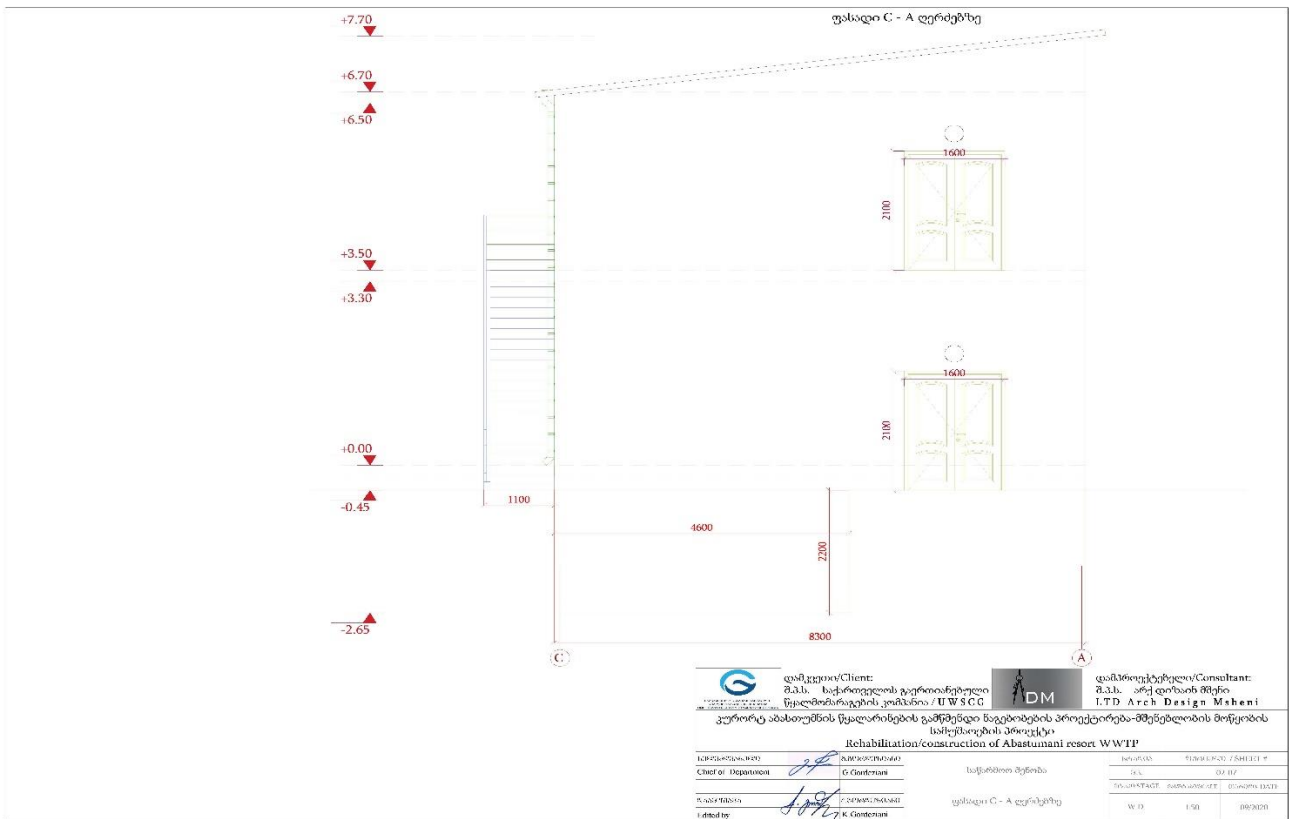 ფასადი C - A ღერძებზე
+7.70
+6.70
+6.50
1600
2100
+3.50
+3.30
1600
2100
+0.00
-0.45
1100
4600
2200
-2.65
8300
C
A
დამკვეთი/Client:
შ.პ.ს. საქართველოს გაერთიანებული
წყალმომარაგების კომპანია / UWSCG
DM
დამპროექტებელი/Consultant:
შ.პ.ს. არქ დიზაინ მშენი
LTD Arch Design Msheni
კურორტ აბასთუმნის წყალარინების გამწმენდი ნაგებობების პროექტირება-მშენებლობის მოწყობის
სამუშაოების პროექტი
Rehabilitation/construction of Abastumani resort WWTP
Chief of Department
G.Gordeziani
საწარმოო შენობა
/ SHEET #
ფასადი C - A ღერძებზე
W.D.
1:50
09/2020
Edited by
K.Gordeziani